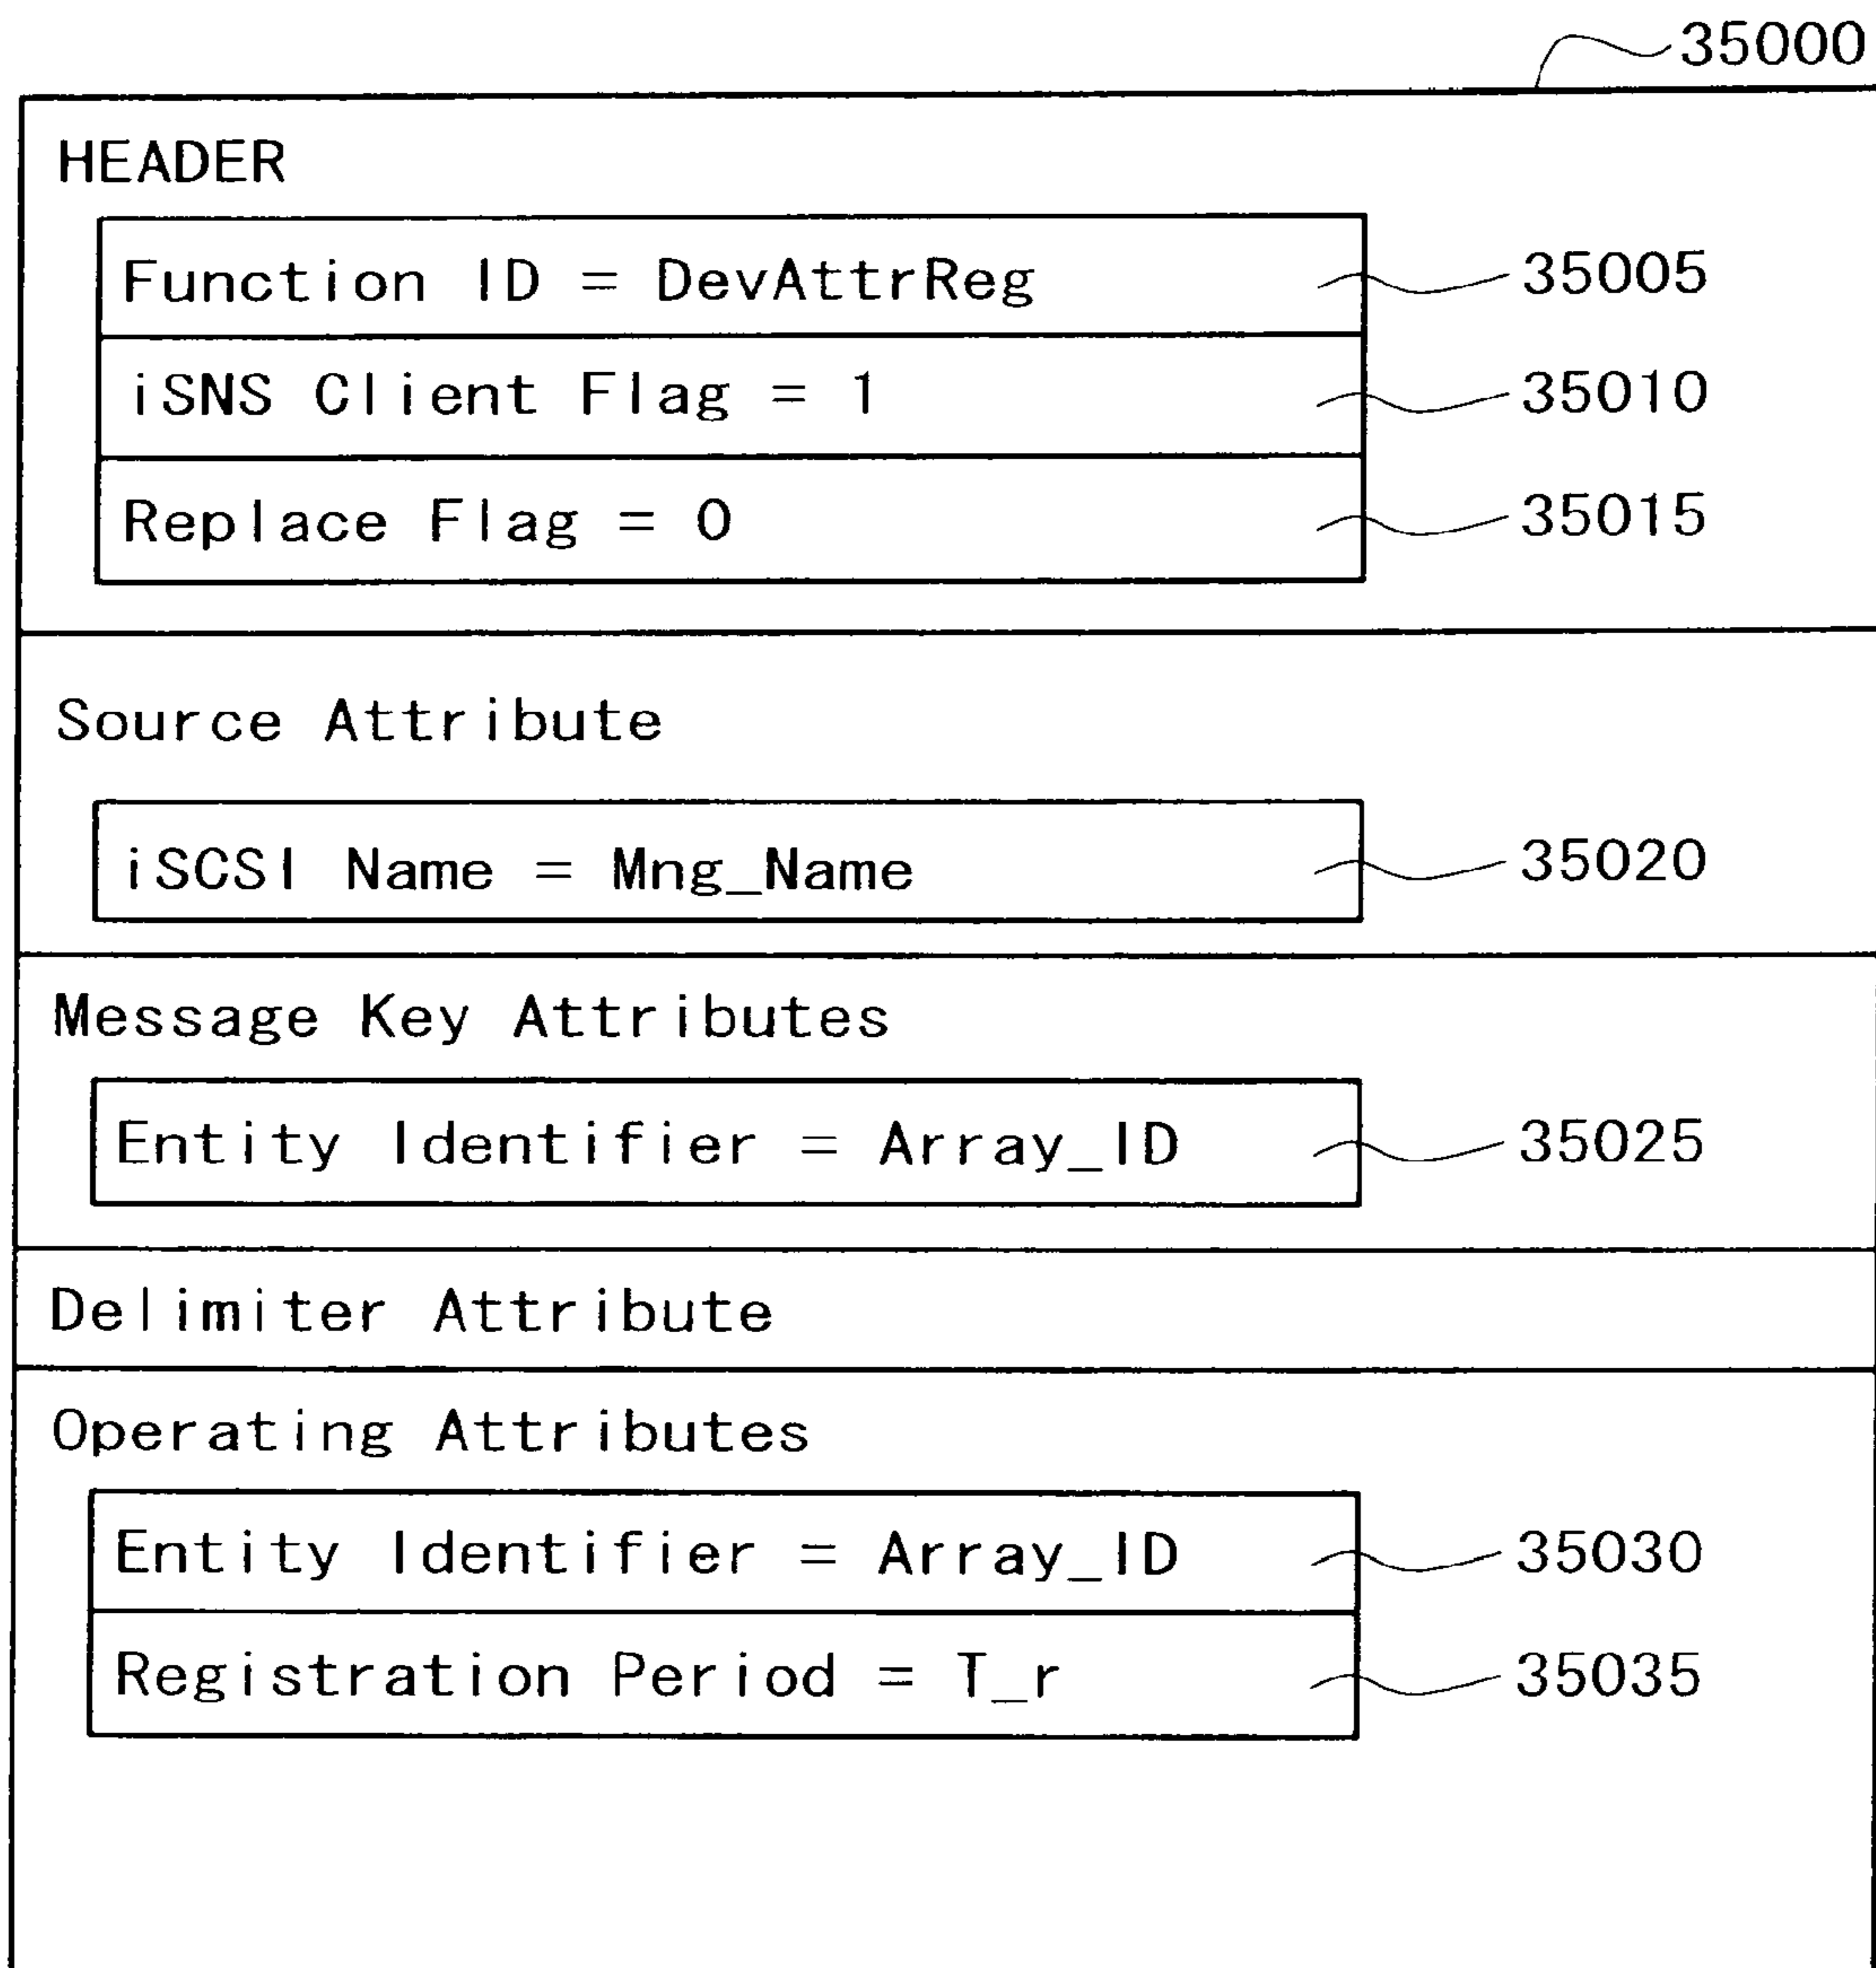 35000
HEADER
Function ID = DevAttrReg 35005
iSNS Client Flag = 1 35010
Replace Flag = 0 35015
Source Attribute
iSCSI Name = Mng_Name 35020
Message Key Attributes
Entity Identifier = Array_ID 35025
Delimiter Attribute
Operating Attributes
Entity Identifier = Array_ID 35030
Registration Period = T_r 35035